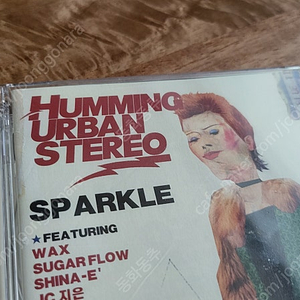 HUMMING
URBAN
STEREO
SPARKLE
★FEATURING
WAX
SUGAR FLOW
SHINA-E'
JC 지은